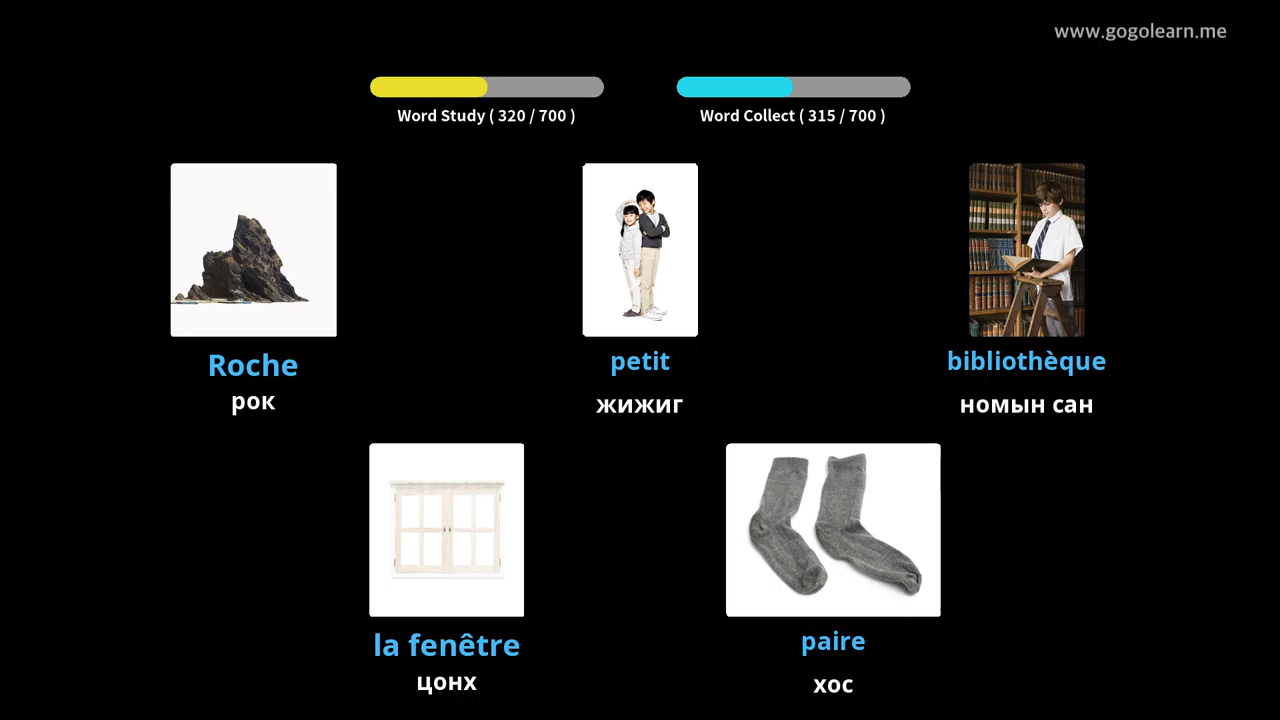 www.gogolearn.me
Word Study ( 320 / 700 )
Word Collect ( 315 / 700 )
Roche
рок
petit
жижиг
bibliothèque
номын сан
la fenêtre
цонх
paire
хос